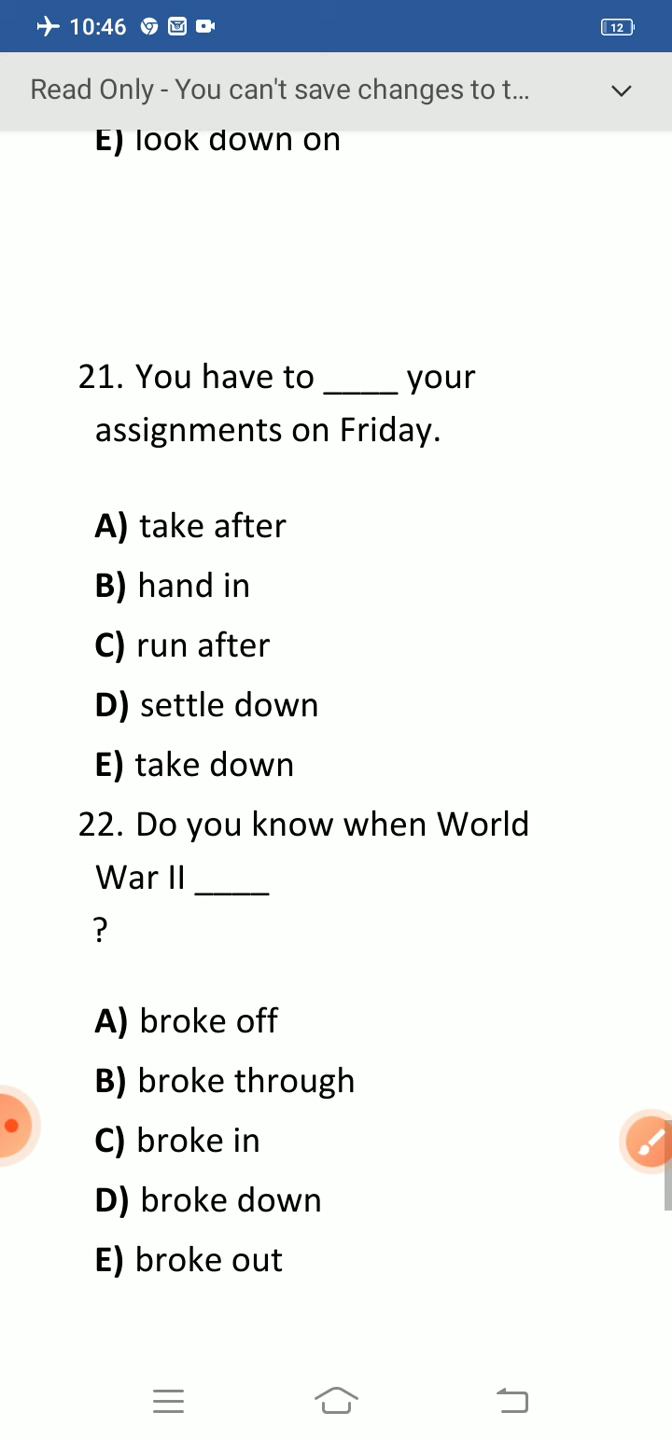 10:46
12
Read Only - You can't save changes to t...
E) look down on
21. You have to ____ your
assignments on Friday.
A) take after
B) hand in
C) run after
D) settle down
E) take down
22. Do you know when World
War II ____
?
A) broke off
B) broke through
C) broke in
D) broke down
E) broke out